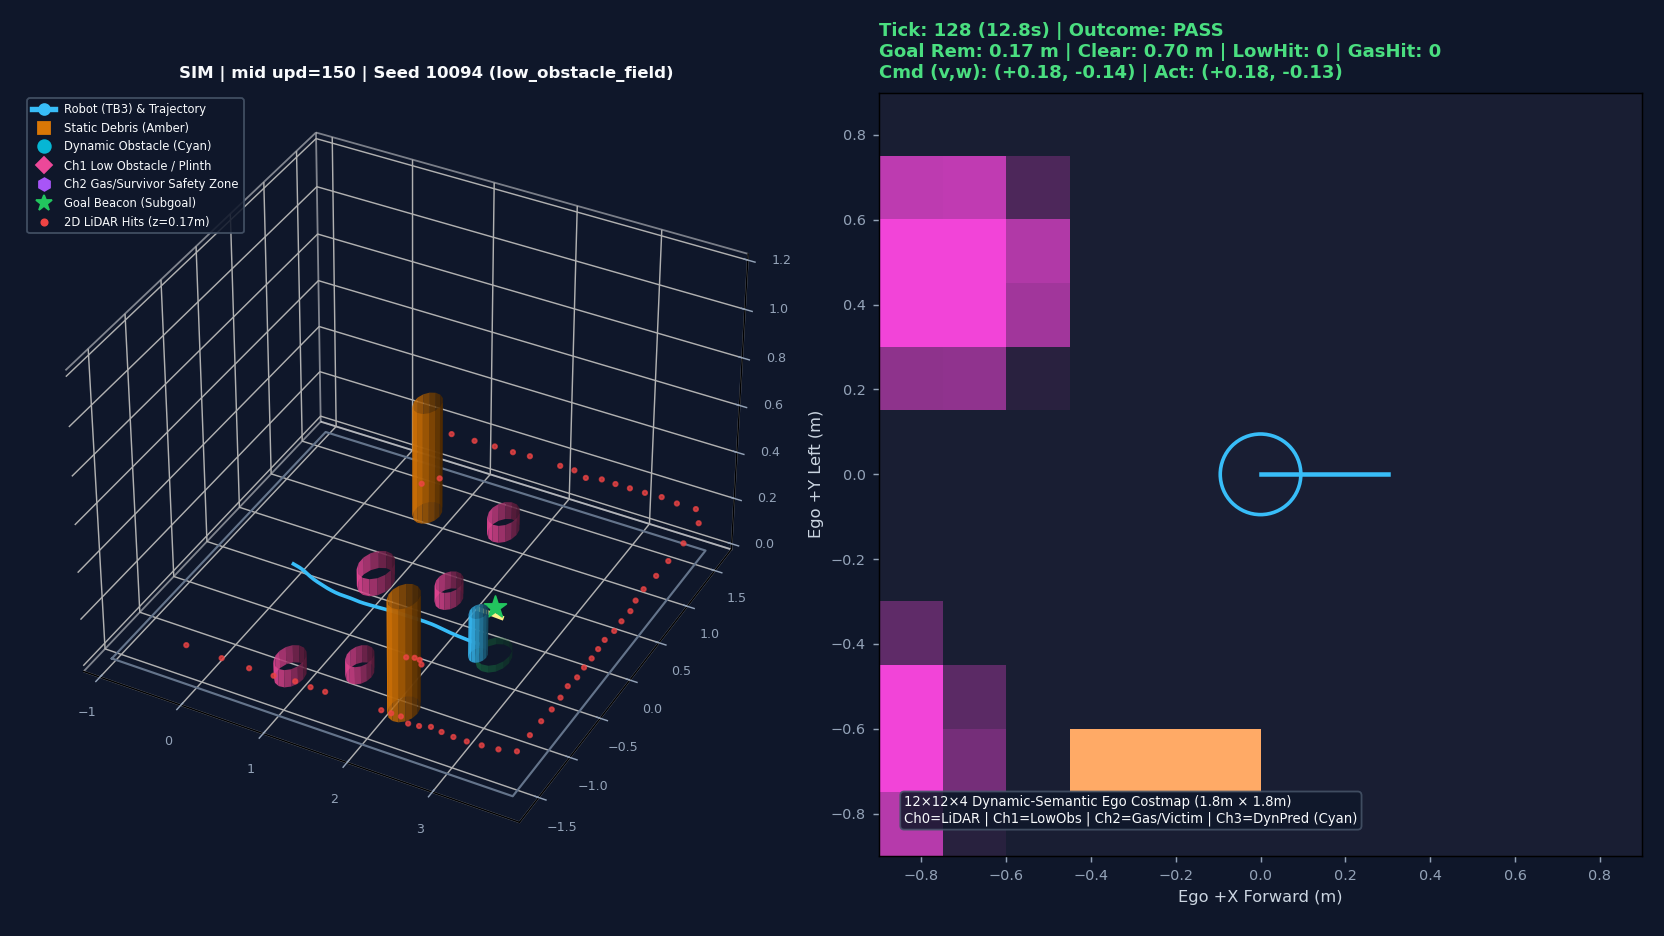 SIM | mid upd=150 | Seed 10094 (low_obstacle_field)
Robot (TB3) & Trajectory
Static Debris (Amber)
Dynamic Obstacle (Cyan)
Ch1 Low Obstacle / Plinth
Ch2 Gas/Survivor Safety Zone
Goal Beacon (Subgoal)
2D LiDAR Hits (z=0.17m)
1.2
1.0
0.8
0.6
0.4
0.2
0.0
1.5
1.0
0.5
0.0
−0.5
−1.0
−1.5
−1
0
1
2
3
Tick: 128 (12.8s) | Outcome: PASS
Goal Rem: 0.17 m | Clear: 0.70 m | LowHit: 0 | GasHit: 0
Cmd (v,w): (+0.18, -0.14) | Act: (+0.18, -0.13)
Ego +Y Left (m)
0.8
0.6
0.4
0.2
0.0
−0.2
−0.4
−0.6
−0.8
12×12×4 Dynamic-Semantic Ego Costmap (1.8m × 1.8m)
Ch0=LiDAR | Ch1=LowObs | Ch2=Gas/Victim | Ch3=DynPred (Cyan)
−0.8 −0.6 −0.4 −0.2 0.0 0.2 0.4 0.6 0.8
Ego +X Forward (m)